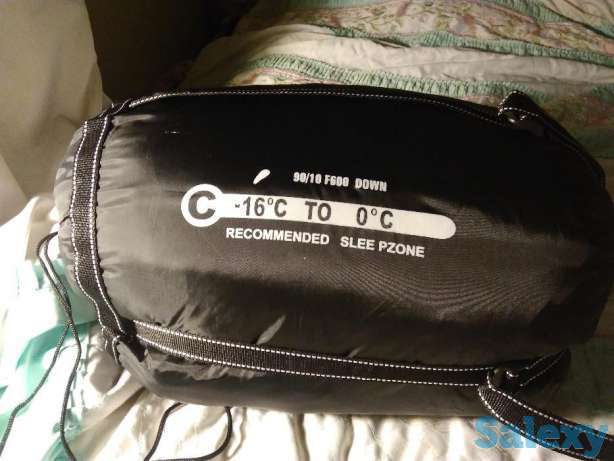 90/10 F600 DOWN
C -16°C TO 0°C
RECOMMENDED SLEE PZONE
Salexy